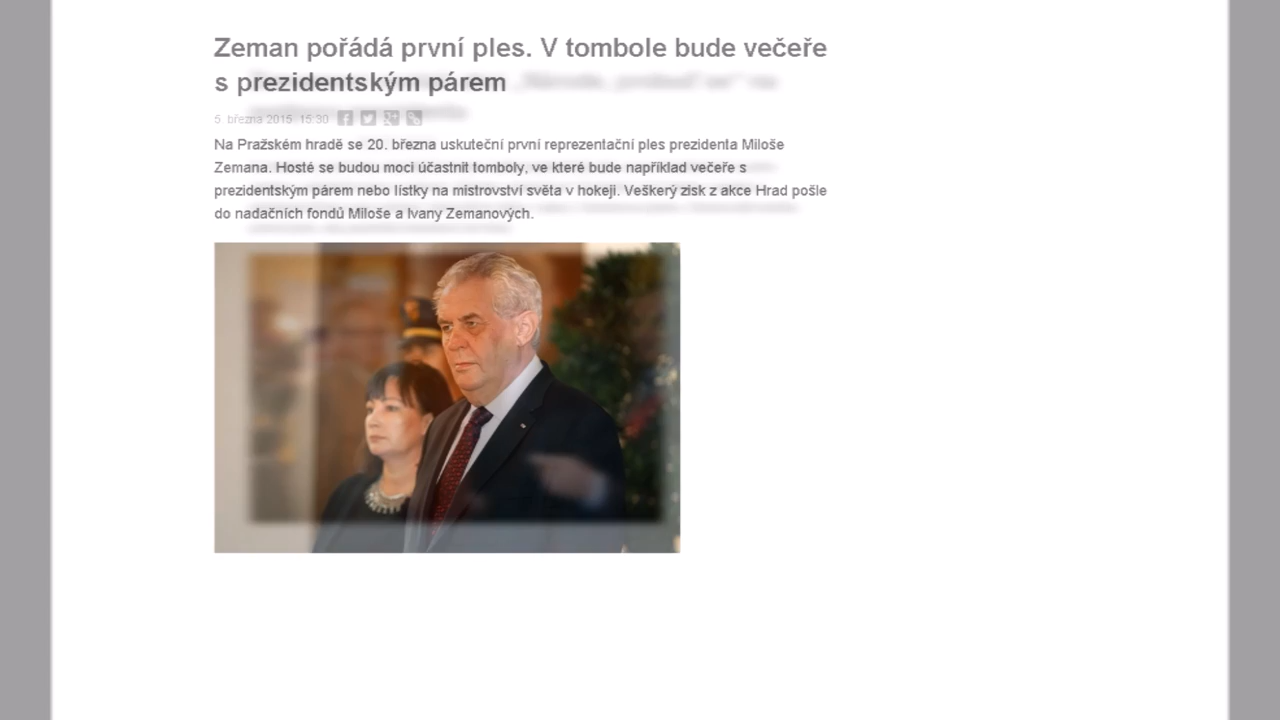 Zeman pořádá první ples. V tombole bude večeře
s prezidentským párem
5. března 2015 15:30
Na Pražském hradě se 20. března uskuteční první reprezentační ples prezidenta Miloše
Zemana. Hosté se budou moci účastnit tomboly, ve které bude například večeře s
prezidentským párem nebo lístky na mistrovství světa v hokeji. Veškerý zisk z akce Hrad pošle
do nadačních fondů Miloše a Ivany Zemanových.